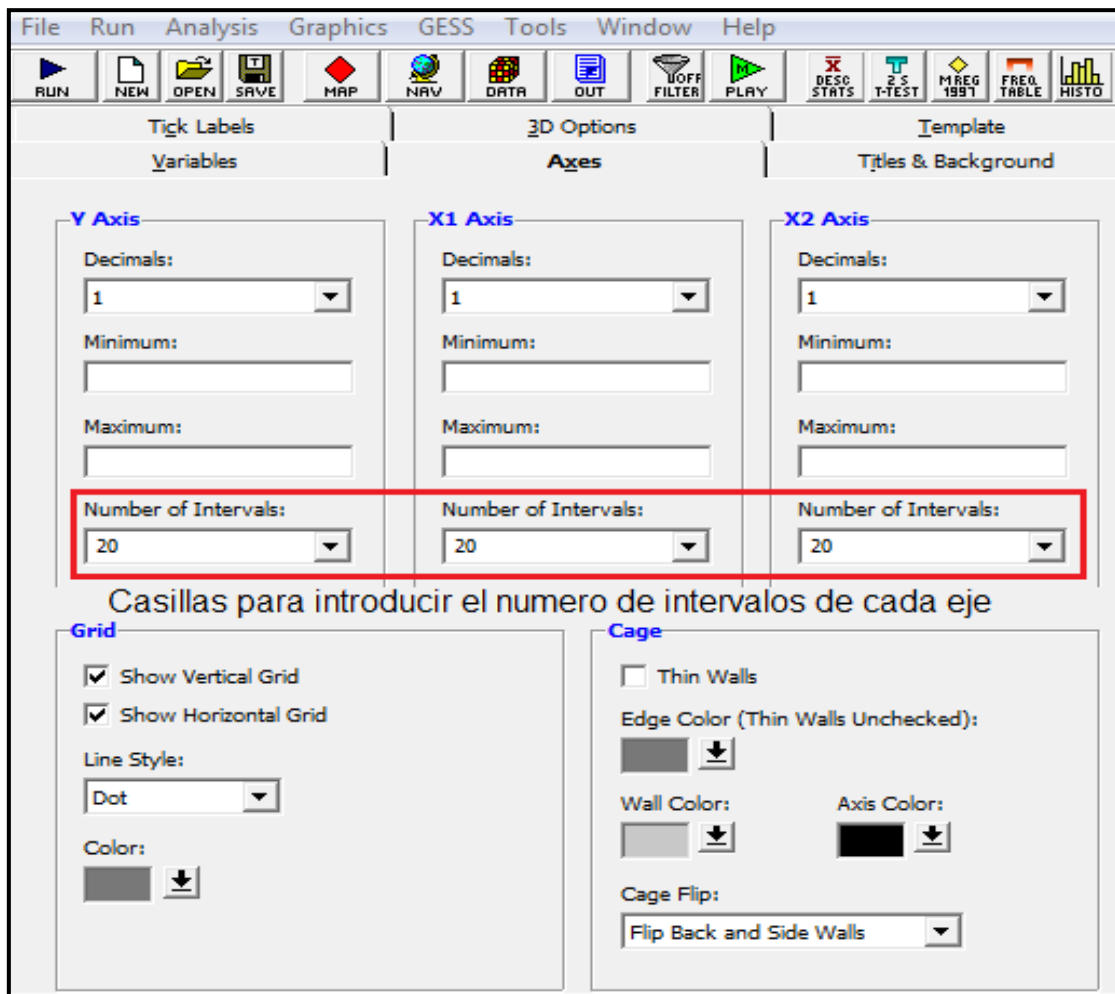 File Run Analysis Graphics GESS Tools Window Help
RUN NEW OPEN SAVE MAP NAV DATA OUT OFF FILTER M PLAY X DESC STATS T 2 S T-TEST M REG 1997 FREQ TABLE HISTO
Tick Labels 3D Options Template
Variables Axes Titles & Background
Y Axis X1 Axis X2 Axis
Decimals: Decimals: Decimals:
1 1 1
Minimum: Minimum: Minimum:
Maximum: Maximum: Maximum:
Number of Intervals: Number of Intervals: Number of Intervals:
20 20 20
Casillas para introducir el numero de intervalos de cada eje
Grid
Show Vertical Grid
Show Horizontal Grid
Line Style:
Dot
Color:
Cage
Thin Walls
Edge Color (Thin Walls Unchecked):
Wall Color: Axis Color:
Cage Flip:
Flip Back and Side Walls